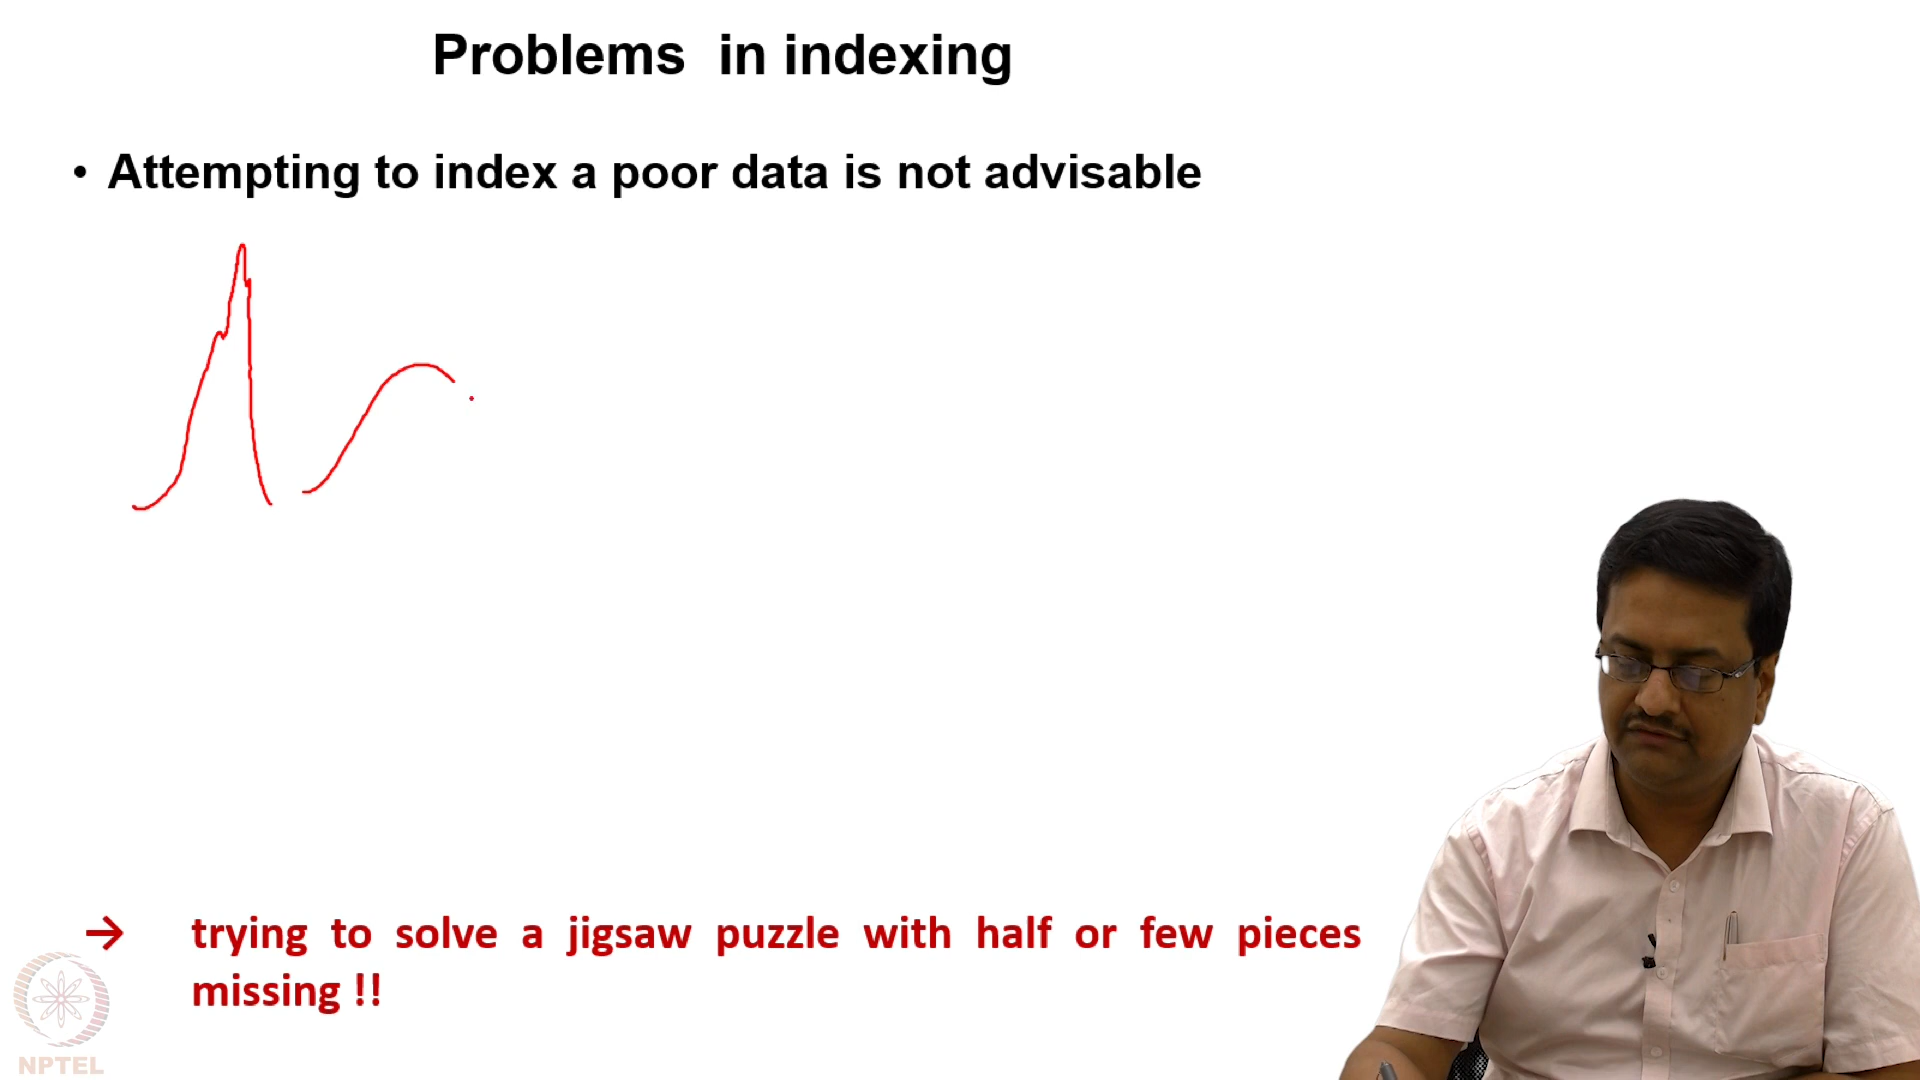 Problems in indexing
• Attempting to index a poor data is not advisable
→ trying to solve a jigsaw puzzle with half or few pieces
missing !!
NPTEL